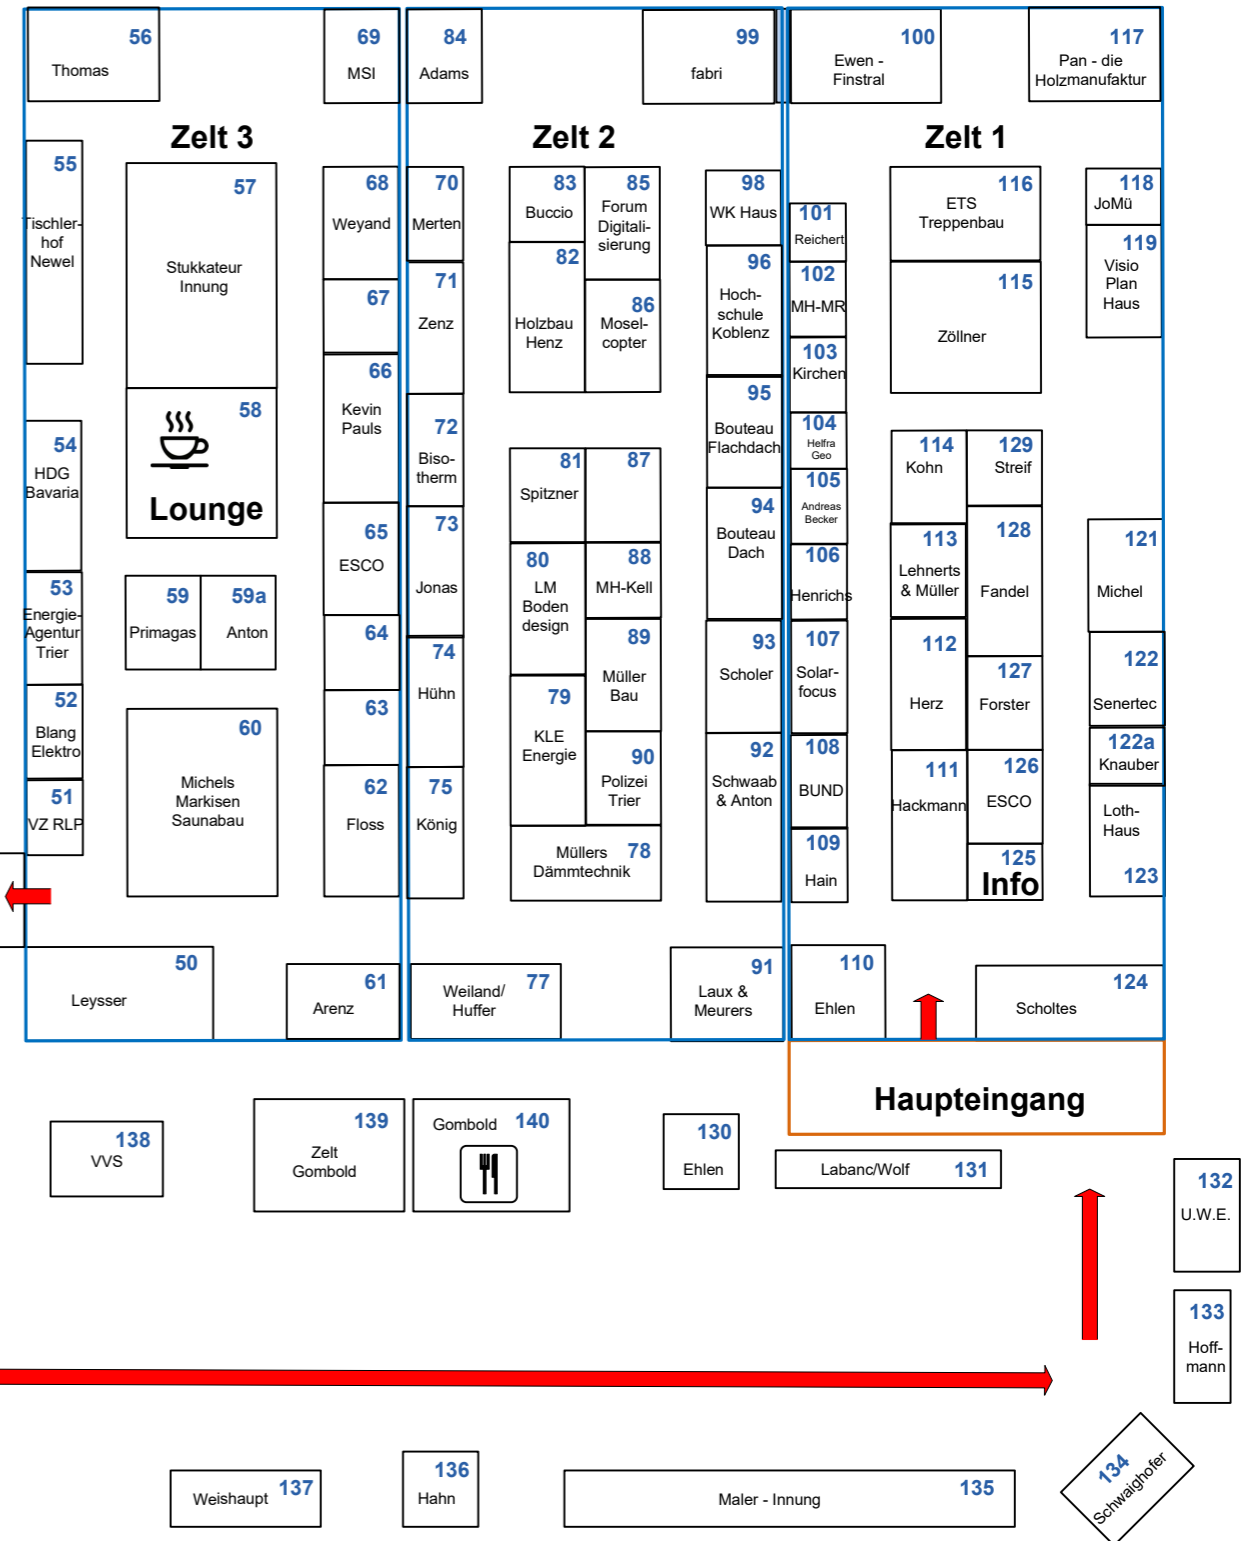 56
Thomas
69
MSI
84
Adams
99
fabri
100
Ewen -
Finstral
117
Pan - die
Holzmanufaktur
Zelt 3
Zelt 2
Zelt 1
55
Tischler-
hof
Newel
57
Stukkateur
Innung
58
Lounge
54
HDG
Bavaria
53
Energie-
Agentur
Trier
52
Blang
Elektro
51
VZ RLP
59
Primagas
59a
Anton
60
Michels
Markisen
Saunabau
68
Weyand
67
66
Kevin
Pauls
65
ESCO
64
63
62
Floss
50
Leysser
61
Arenz
70
Merten
71
Zenz
72
Biso-
therm
73
Jonas
74
Hühn
75
König
83
Buccio
85
Forum
Digitali-
sierung
82
Holzbau
Henz
86
Mosel-
copter
81
Spitzner
87
80
LM
Boden
design
88
MH-Kell
89
Müller
Bau
79
KLE
Energie
90
Polizei
Trier
78
Müllers
Dämmtechnik
98
WK Haus
96
Hoch-
schule
Koblenz
95
Bouteau
Flachdach
94
Bouteau
Dach
93
Scholer
92
Schwaab
& Anton
77
Weiland/
Huffer
91
Laux &
Meurers
101
Reichert
102
MH-MR
103
Kirchen
104
Helfra
Geo
105
Andreas
Becker
106
Henrichs
107
Solar-
focus
108
BUND
109
Hain
116
ETS
Treppenbau
115
Zöllner
114
Kohn
129
Streif
113
Lehnerts
& Müller
128
Fandel
112
Herz
127
Forster
111
Hackmann
126
ESCO
125
Info
118
JoMü
119
Visio
Plan
Haus
121
Michel
122
Senertec
122a
Knauber
Loth-
Haus
123
110
Ehlen
124
Scholtes
Haupteingang
138
VVS
139
Zelt
Gombold
Gombold 140
130
Ehlen
Labanc/Wolf 131
132
U.W.E.
133
Hoff-
mann
134
Schwaighofer
Weishaupt 137
136
Hahn
Maler - Innung 135